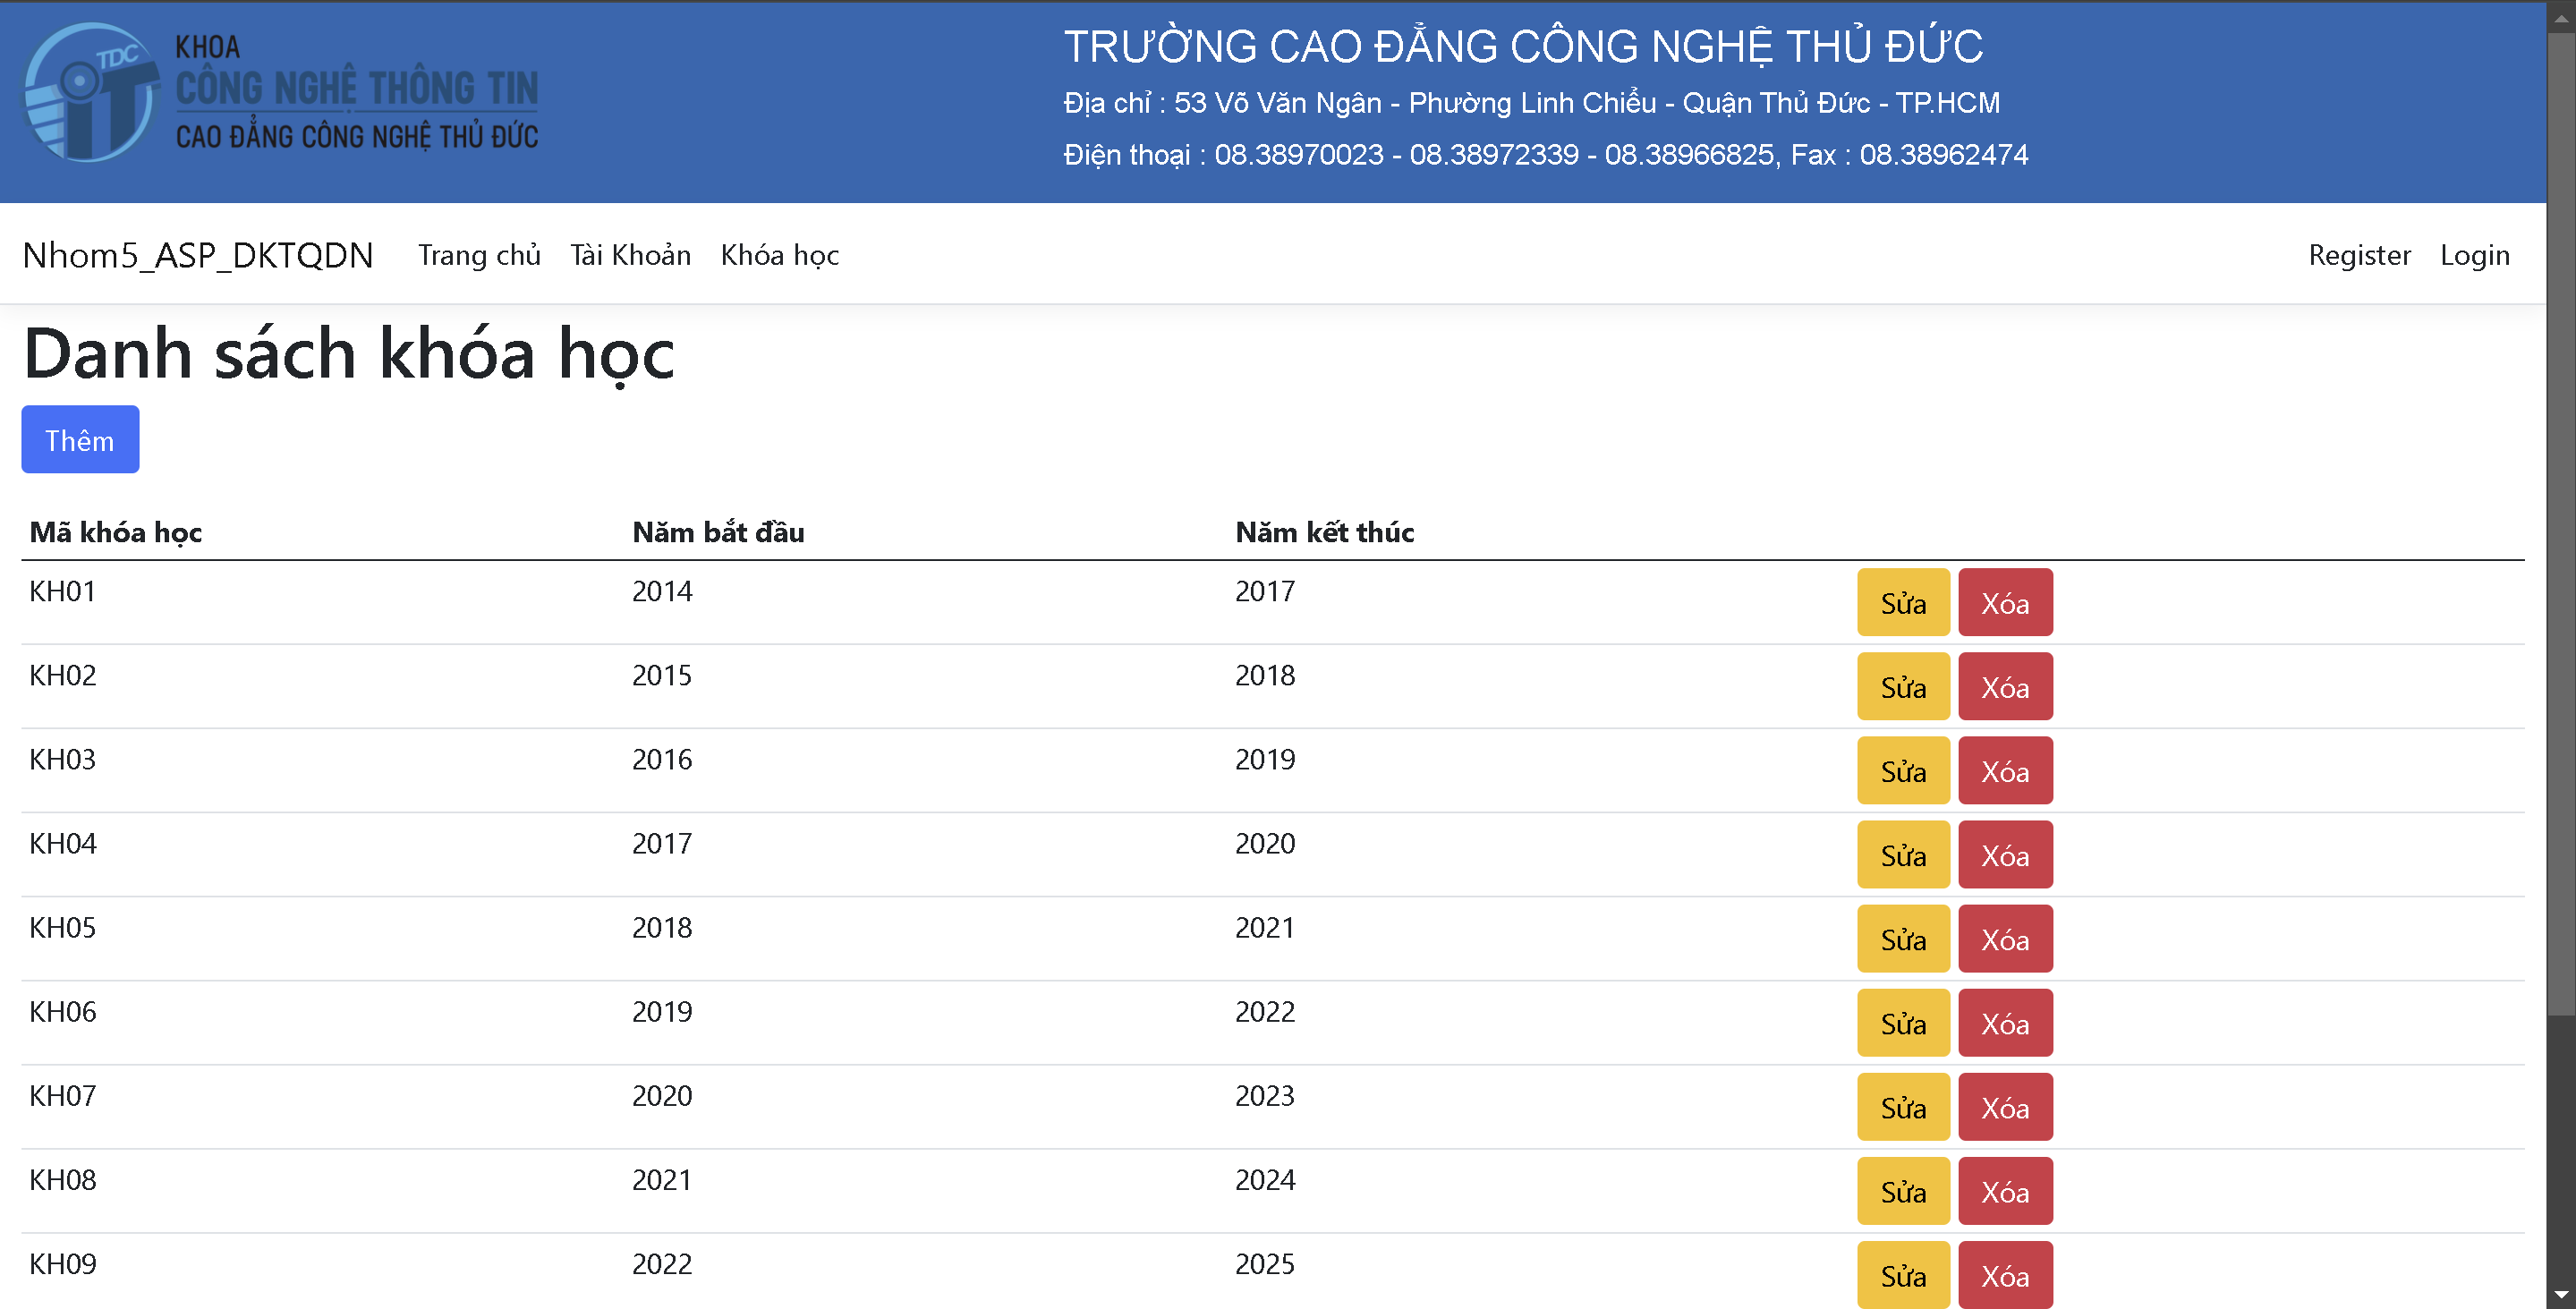 TDC
iT
KHOA
CÔNG NGHỆ THÔNG TIN
CAO ĐẲNG CÔNG NGHỆ THỦ ĐỨC
TRƯỜNG CAO ĐẲNG CÔNG NGHỆ THỦ ĐỨC
Địa chỉ : 53 Võ Văn Ngân - Phường Linh Chiểu - Quận Thủ Đức - TP.HCM
Điện thoại : 08.38970023 - 08.38972339 - 08.38966825, Fax : 08.38962474
Nhom5_ASP_DKTQDN Trang chủ Tài Khoản Khóa học Register Login
Danh sách khóa học
Thêm
Mã khóa học Năm bắt đầu Năm kết thúc
KH01 2014 2017 Sửa Xóa
KH02 2015 2018 Sửa Xóa
KH03 2016 2019 Sửa Xóa
KH04 2017 2020 Sửa Xóa
KH05 2018 2021 Sửa Xóa
KH06 2019 2022 Sửa Xóa
KH07 2020 2023 Sửa Xóa
KH08 2021 2024 Sửa Xóa
KH09 2022 2025 Sửa Xóa